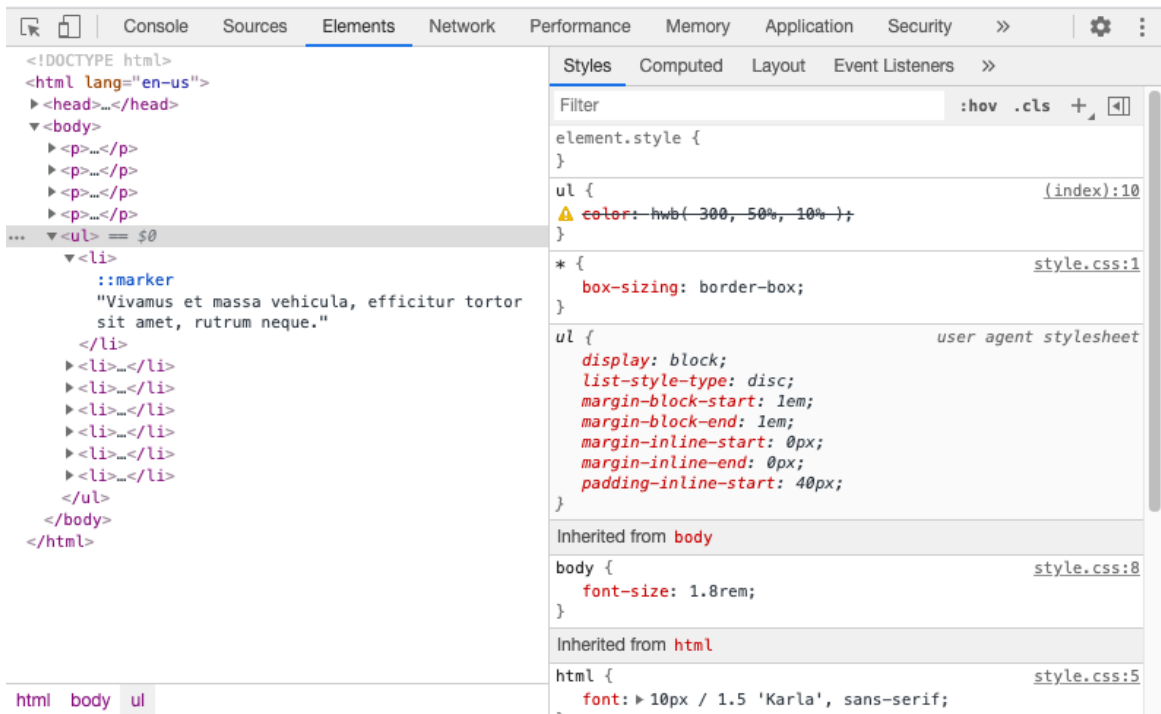 Console Sources Elements Network Performance Memory Application Security »
<!DOCTYPE html>
<html lang="en-us">
▶<head>…</head>
▼<body>
▶<p>…</p>
▶<p>…</p>
▶<p>…</p>
▶<p>…</p>
… ▼<ul> == $0
▼<li>
::marker
"Vivamus et massa vehicula, efficitur tortor
sit amet, rutrum neque."
</li>
▶<li>…</li>
▶<li>…</li>
▶<li>…</li>
▶<li>…</li>
▶<li>…</li>
▶<li>…</li>
</ul>
</body>
</html>
html body ul
Styles Computed Layout Event Listeners »
Filter :hov .cls +
element.style {
}
ul { (index):10
color: hwb( 300, 50%, 10% );
}
* { style.css:1
box-sizing: border-box;
}
ul { user agent stylesheet
display: block;
list-style-type: disc;
margin-block-start: 1em;
margin-block-end: 1em;
margin-inline-start: 0px;
margin-inline-end: 0px;
padding-inline-start: 40px;
}
Inherited from body
body { style.css:8
font-size: 1.8rem;
}
Inherited from html
html { style.css:5
font: ▶ 10px / 1.5 'Karla', sans-serif;